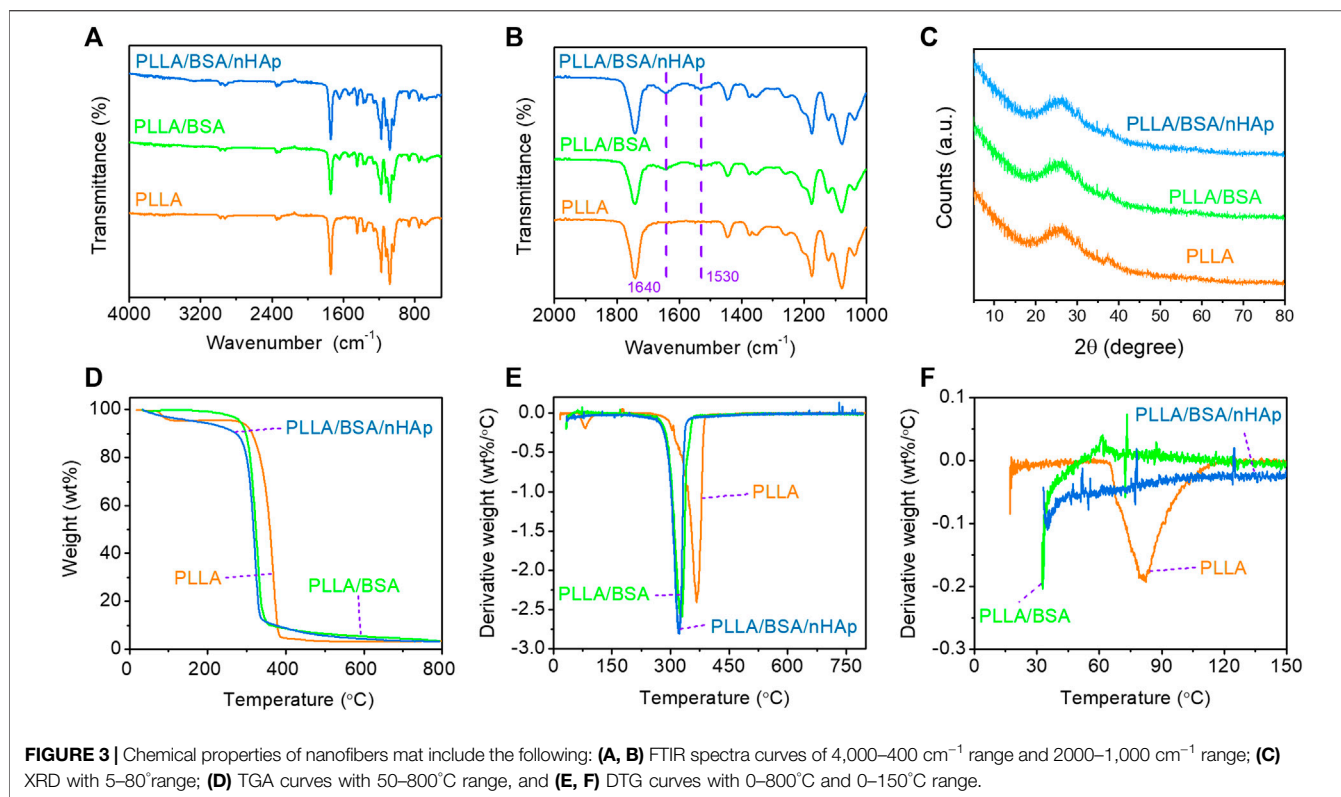 A
PLLA/BSA/nHAp
PLLA/BSA
PLLA
Transmittance (%)
4000 3200 2400 1600 800
Wavenumber (cm⁻¹)
B
PLLA/BSA/nHAp
PLLA/BSA
PLLA
1640
1530
Transmittance (%)
2000 1800 1600 1400 1200 1000
Wavenumber (cm⁻¹)
C
PLLA/BSA/nHAp
PLLA/BSA
PLLA
Counts (a.u.)
10 20 30 40 50 60 70 80
2θ (degree)
D
100
80
60
40
20
0
PLLA/BSA/nHAp
PLLA
PLLA/BSA
Weight (wt%)
0 200 400 600 800
Temperature (°C)
E
0.0
-0.5
-1.0
-1.5
-2.0
-2.5
-3.0
PLLA
PLLA/BSA
PLLA/BSA/nHAp
Derivative weight (wt%/°C)
0 150 300 450 600 750
Temperature (°C)
F
0.1
0.0
-0.1
-0.2
-0.3
PLLA/BSA/nHAp
PLLA
PLLA/BSA
Derivative weight (wt%/°C)
0 30 60 90 120 150
Temperature (°C)
FIGURE 3 | Chemical properties of nanofibers mat include the following: (A, B) FTIR spectra curves of 4,000–400 cm⁻¹ range and 2000–1,000 cm⁻¹ range; (C)
XRD with 5–80°range; (D) TGA curves with 50–800°C range, and (E, F) DTG curves with 0–800°C and 0–150°C range.